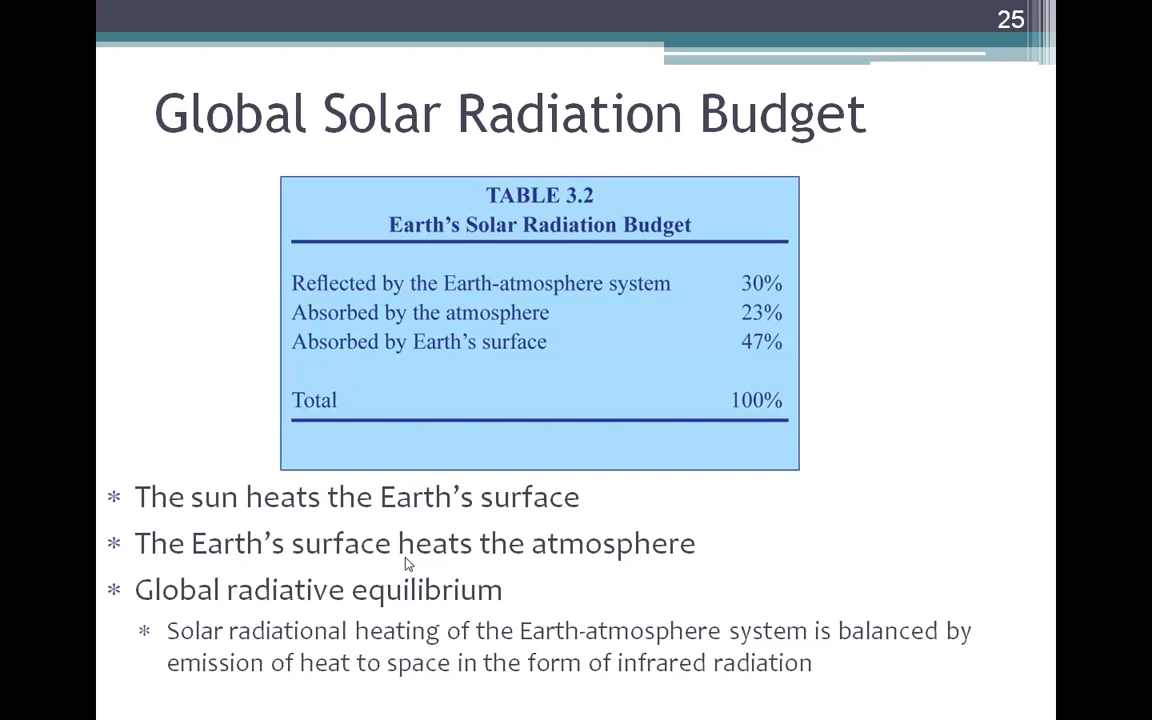 25
Global Solar Radiation Budget
TABLE 3.2
Earth’s Solar Radiation Budget
Reflected by the Earth-atmosphere system 30%
Absorbed by the atmosphere 23%
Absorbed by Earth’s surface 47%
Total 100%
* The sun heats the Earth’s surface
* The Earth’s surface heats the atmosphere
* Global radiative equilibrium
* Solar radiational heating of the Earth-atmosphere system is balanced by
emission of heat to space in the form of infrared radiation